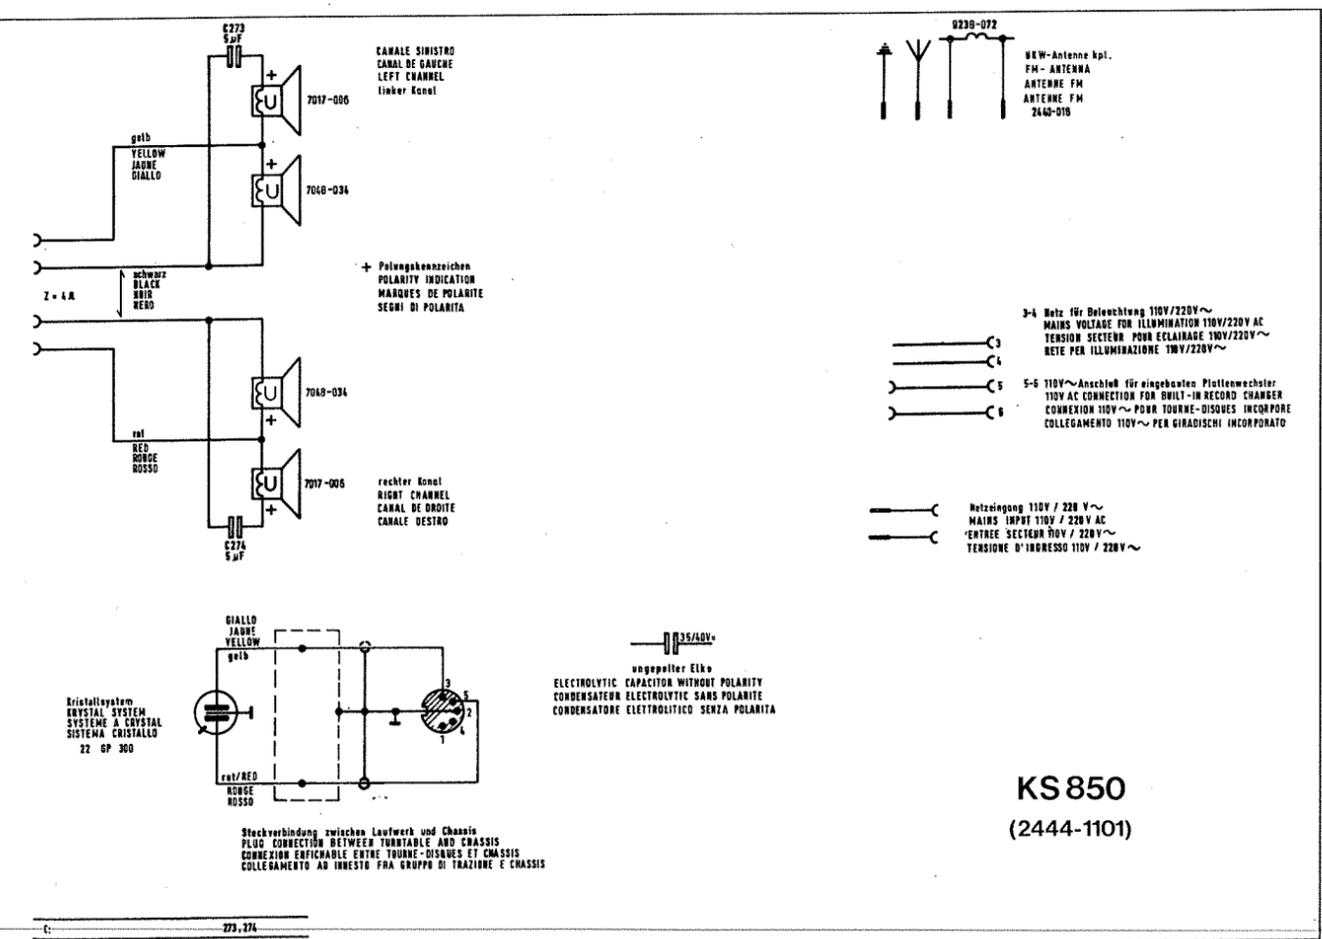 C273
5µF
CANALE SINISTRO
CANAL DE GAUCHE
LEFT CHANNEL
linker Kanal
+
7017-006
gelb
YELLOW
JAUNE
GIALLO
+
7048-034
9236-072
UKW-Antenne kpl.
FM-ANTENNA
ANTENNE FM
ANTENNE FM
2440-016
schwarz
BLACK
NOIR
NERO
Z = 4Ω
+ Polungskennzeichen
POLARITY INDICATION
MARQUES DE POLARITE
SEGNI DI POLARITA
7048-034
+
rot
RED
ROUGE
ROSSO
7017-006
+
C274
5µF
rechter Kanal
RIGHT CHANNEL
CANAL DE DROITE
CANALE DESTRO
3
4
5
6
3-4 Netz für Beleuchtung 110V/220V~
MAINS VOLTAGE FOR ILLUMINATION 110V/220V AC
TENSION SECTEUR POUR ECLAIRAGE 110V/220V~
RETE PER ILLUMINAZIONE 110V/220V~
5-6 110V~Anschluß für eingebauten Plattenwechsler
110V AC CONNECTION FOR BUILT-IN RECORD CHANGER
CONNEXION 110V~ POUR TOURNE-DISQUES INCORPORE
COLLEGAMENTO 110V~ PER GIRADISCHI INCORPORATO
Netzeingang 110V / 220 V~
MAINS INPUT 110V / 220V AC
ENTREE SECTEUR 110V / 220V~
TENSIONE D'INGRESSO 110V / 220V~
GIALLO
JAUNE
YELLOW
gelb
Kristallsystem
KRYSTAL SYSTEM
SYSTEME A CRYSTAL
SISTEMA CRISTALLO
22 GP 300
rot/RED
ROUGE
ROSSO
3
5
2
4
1
35/40V=
ungepolter Elko
ELECTROLYTIC CAPACITOR WITHOUT POLARITY
CONDENSATEUR ELECTROLYTIC SANS POLARITE
CONDENSATORE ELETTROLITICO SENZA POLARITA
Steckverbindung zwischen Laufwerk und Chassis
PLUG CONNECTION BETWEEN TURNTABLE AND CHASSIS
CONNEXION ENFICHABLE ENTRE TOURNE-DISQUES ET CHASSIS
COLLEGAMENTO AD INNESTO FRA GRUPPO DI TRAZIONE E CHASSIS
KS 850
(2444-1101)
C: 273,274